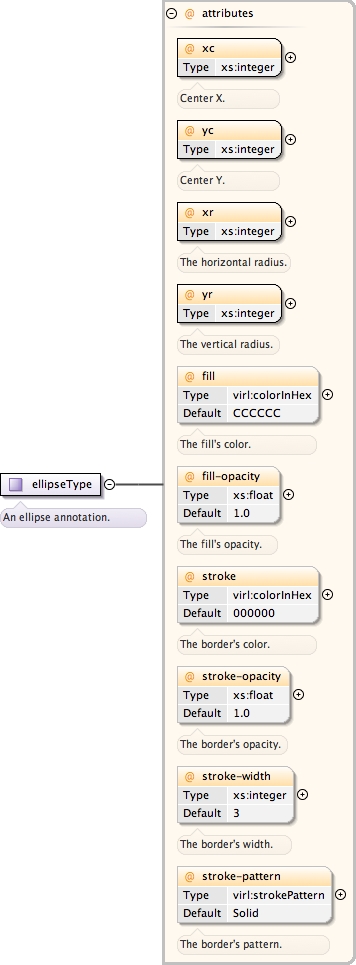 attributes
@ xc
Type xs:integer
Center X.
@ yc
Type xs:integer
Center Y.
@ xr
Type xs:integer
The horizontal radius.
@ yr
Type xs:integer
The vertical radius.
@ fill
Type virl:colorInHex
Default CCCCCC
The fill's color.
@ fill-opacity
Type xs:float
Default 1.0
The fill's opacity.
ellipseType
An ellipse annotation.
@ stroke
Type virl:colorInHex
Default 000000
The border's color.
@ stroke-opacity
Type xs:float
Default 1.0
The border's opacity.
@ stroke-width
Type xs:integer
Default 3
The border's width.
@ stroke-pattern
Type virl:strokePattern
Default Solid
The border's pattern.